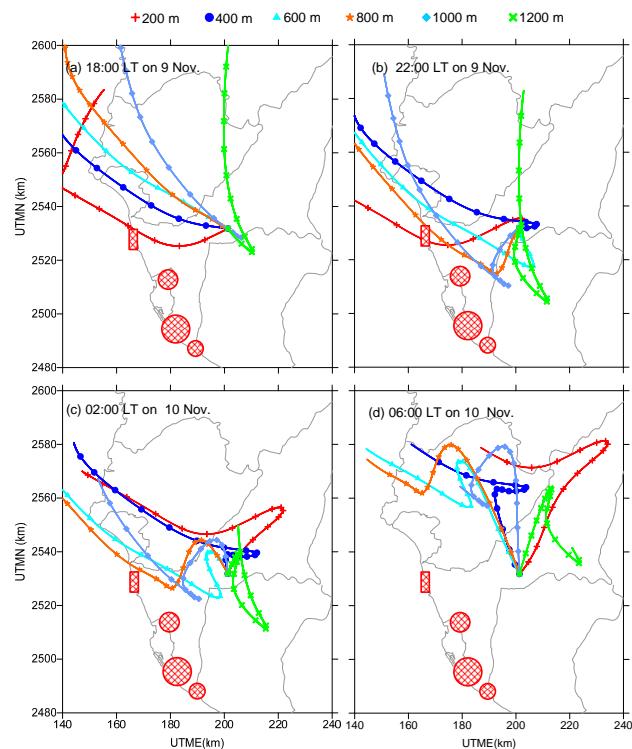 200 m 400 m 600 m 800 m 1000 m 1200 m
2600
2580
2560
2540
2520
2500
2480
UTMN (km)
(a) 18:00 LT on 9 Nov.
(b) 22:00 LT on 9 Nov.
2600
2580
2560
2540
2520
2500
2480
UTMN (km)
(c) 02:00 LT on 10 Nov.
(d) 06:00 LT on 10 Nov.
140 160 180 200 220 240 140 160 180 200 220 240
UTME(km) UTME (km)